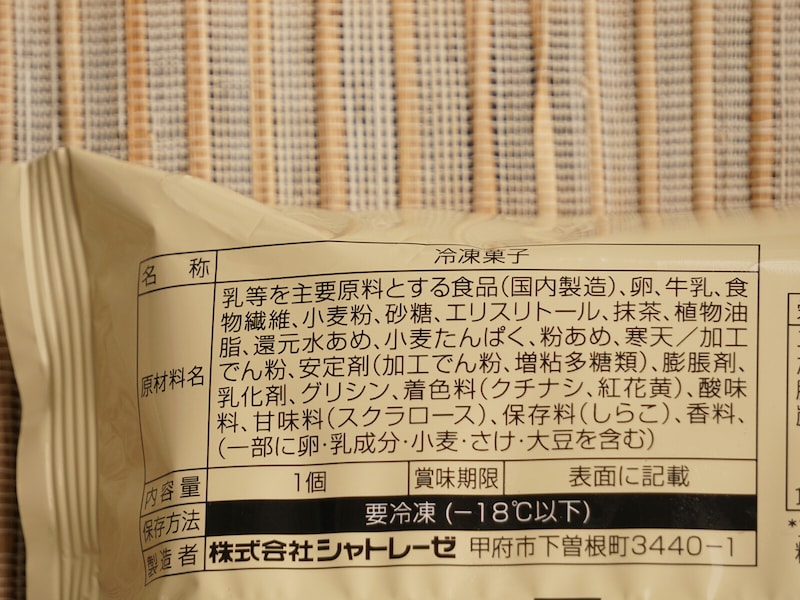 名称 冷凍菓子
原材料名
乳等を主要原料とする食品(国内製造)、卵、牛乳、食
物繊維、小麦粉、砂糖、エリスリトール、抹茶、植物油
脂、還元水あめ、小麦たんぱく、粉あめ、寒天/加工
でん粉、安定剤(加工でん粉、増粘多糖類)、膨脹剤、
乳化剤、グリシン、着色料(クチナシ、紅花黄)、酸味
料、甘味料(スクラロース)、保存料(しらこ)、香料、
(一部に卵・乳成分・小麦・さけ・大豆を含む)
内容量 1個 賞味期限 表面に記載
保存方法 要冷凍(-18℃以下)
製造者 株式会社シャトレーゼ 甲府市下曽根町3440-1